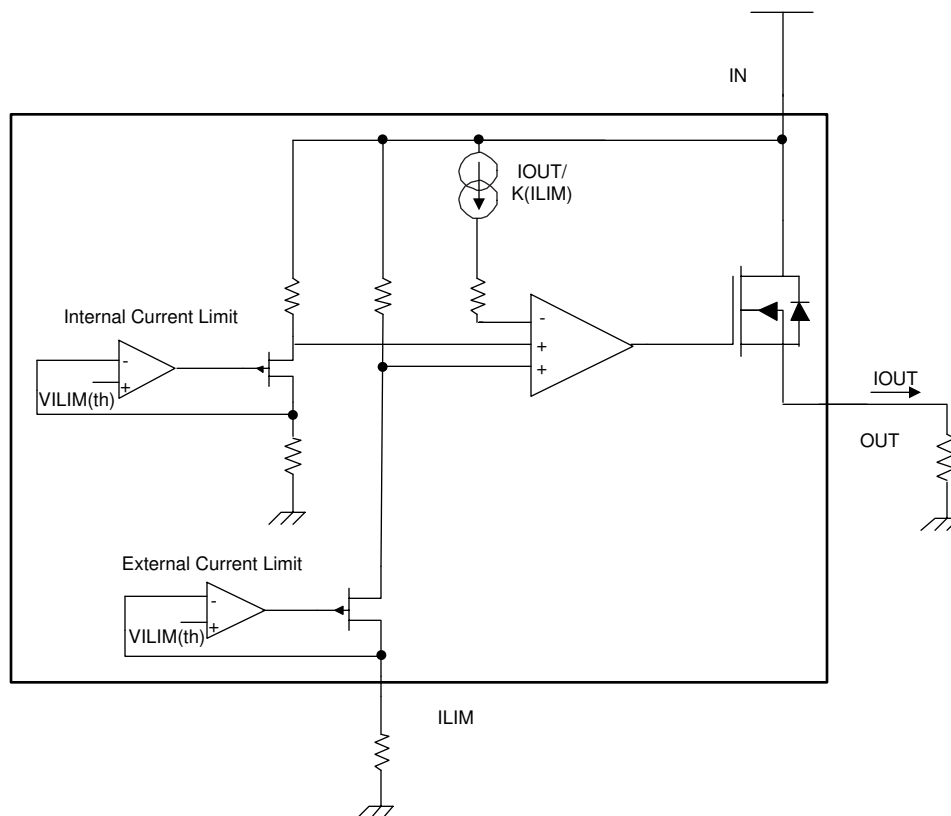 IN
IOUT/
K(ILIM)
Internal Current Limit
-
+
VILIM(th)
-
+
+
IOUT
OUT
External Current Limit
-
+
VILIM(th)
ILIM